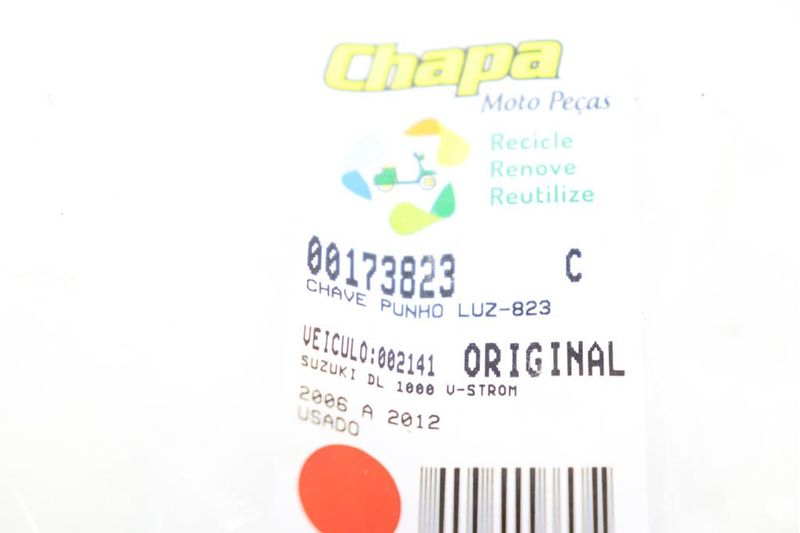 Chapa
Moto Peças
Recicle
Renove
Reutilize
00173823 C
CHAVE PUNHO LUZ-823
VEICULO:002141 ORIGINAL
SUZUKI DL 1000 V-STROM
2006 A 2012
USADO